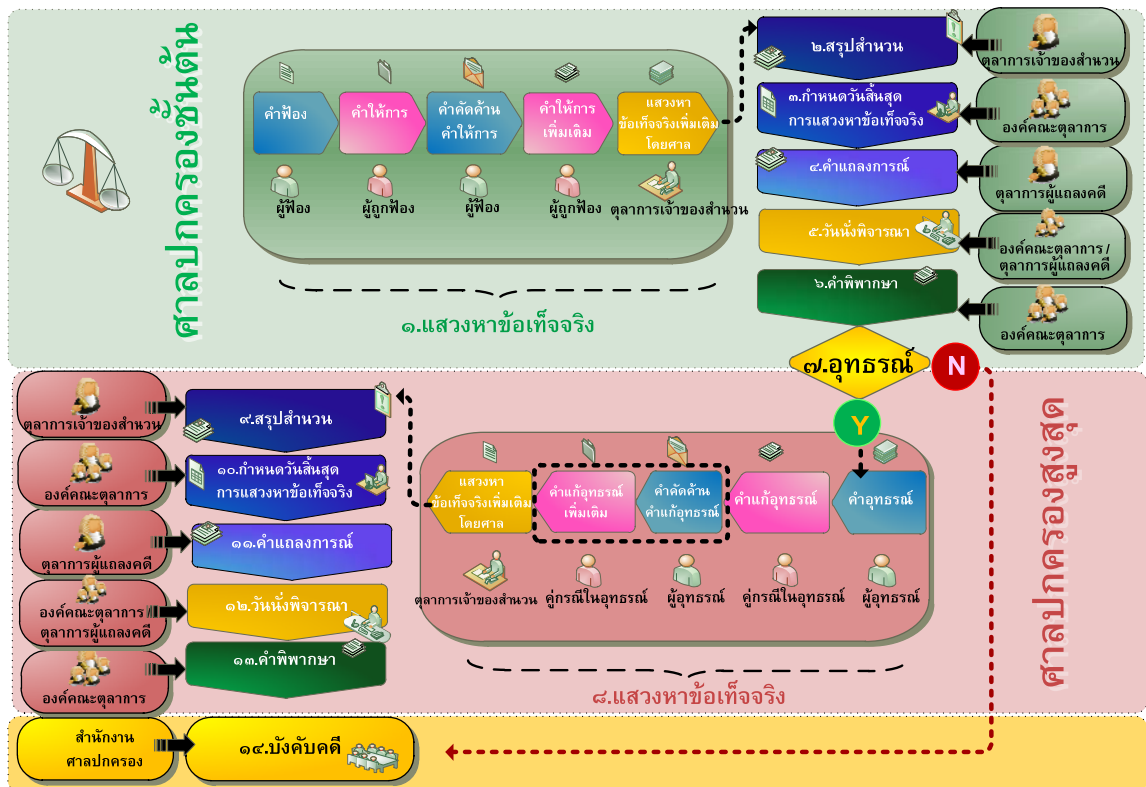 ศาลปกครองชั้นต้น
คำฟ้อง
คำให้การ
คำคัดค้าน
คำให้การ
คำให้การ
เพิ่มเติม
แสวงหา
ข้อเท็จจริงเพิ่มเติม
โดยศาล
ผู้ฟ้อง
ผู้ถูกฟ้อง
ผู้ฟ้อง
ผู้ถูกฟ้อง
ตุลาการเจ้าของสำนวน
๑.แสวงหาข้อเท็จจริง
๒.สรุปสำนวน
ตุลาการเจ้าของสำนวน
๓.กำหนดวันสิ้นสุด
การแสวงหาข้อเท็จจริง
องค์คณะตุลาการ
๔.คำแถลงการณ์
ตุลาการผู้แถลงคดี
๕.วันนั่งพิจารณา
องค์คณะตุลาการ /
ตุลาการผู้แถลงคดี
๖.คำพิพากษา
องค์คณะตุลาการ
๗.อุทธรณ์
N
Y
ศาลปกครองสูงสุด
คำอุทธรณ์
คำแก้อุทธรณ์
คำคัดค้าน
คำแก้อุทธรณ์
คำแก้อุทธรณ์
เพิ่มเติม
แสวงหา
ข้อเท็จจริงเพิ่มเติม
โดยศาล
ผู้อุทธรณ์
คู่กรณีในอุทธรณ์
ผู้อุทธรณ์
คู่กรณีในอุทธรณ์
ตุลาการเจ้าของสำนวน
๘.แสวงหาข้อเท็จจริง
ตุลาการเจ้าของสำนวน
๙.สรุปสำนวน
องค์คณะตุลาการ
๑๐.กำหนดวันสิ้นสุด
การแสวงหาข้อเท็จจริง
ตุลาการผู้แถลงคดี
๑๑.คำแถลงการณ์
องค์คณะตุลาการ /
ตุลาการผู้แถลงคดี
๑๒.วันนั่งพิจารณา
องค์คณะตุลาการ
๑๓.คำพิพากษา
สำนักงาน
ศาลปกครอง
๑๔.บังคับคดี